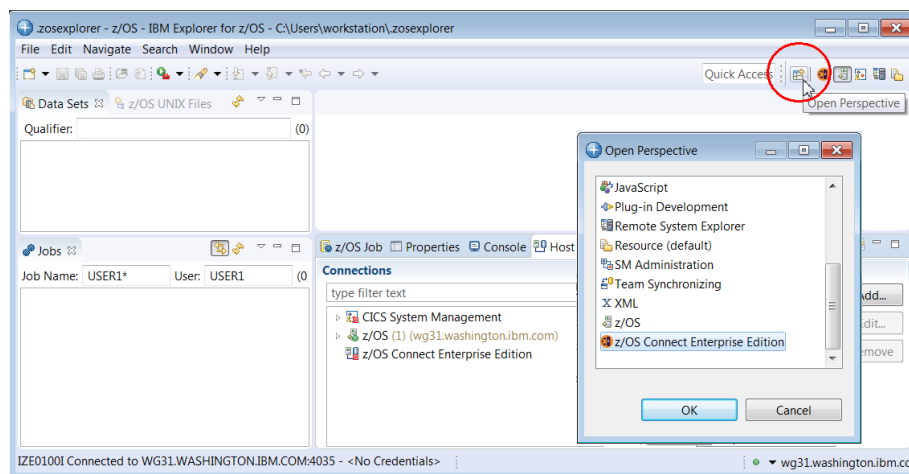 .zosexplorer - z/OS - IBM Explorer for z/OS - C:\Users\workstation\.zosexplorer
File Edit Navigate Search Window Help
Quick Access
Open Perspective
Data Sets z/OS UNIX Files
Qualifier: (0)
Open Perspective
JavaScript
Plug-in Development
Remote System Explorer
Resource (default)
SM Administration
Team Synchronizing
XML
z/OS
z/OS Connect Enterprise Edition
OK Cancel
Jobs
Job Name: USER1* User: USER1 (0
z/OS Job Properties Console Host
Connections
type filter text
CICS System Management
z/OS (1) (wg31.washington.ibm.com)
z/OS Connect Enterprise Edition
Add...
dit...
move
IZE0100I Connected to WG31.WASHINGTON.IBM.COM:4035 - <No Credentials>
wg31.washington.ibm.co